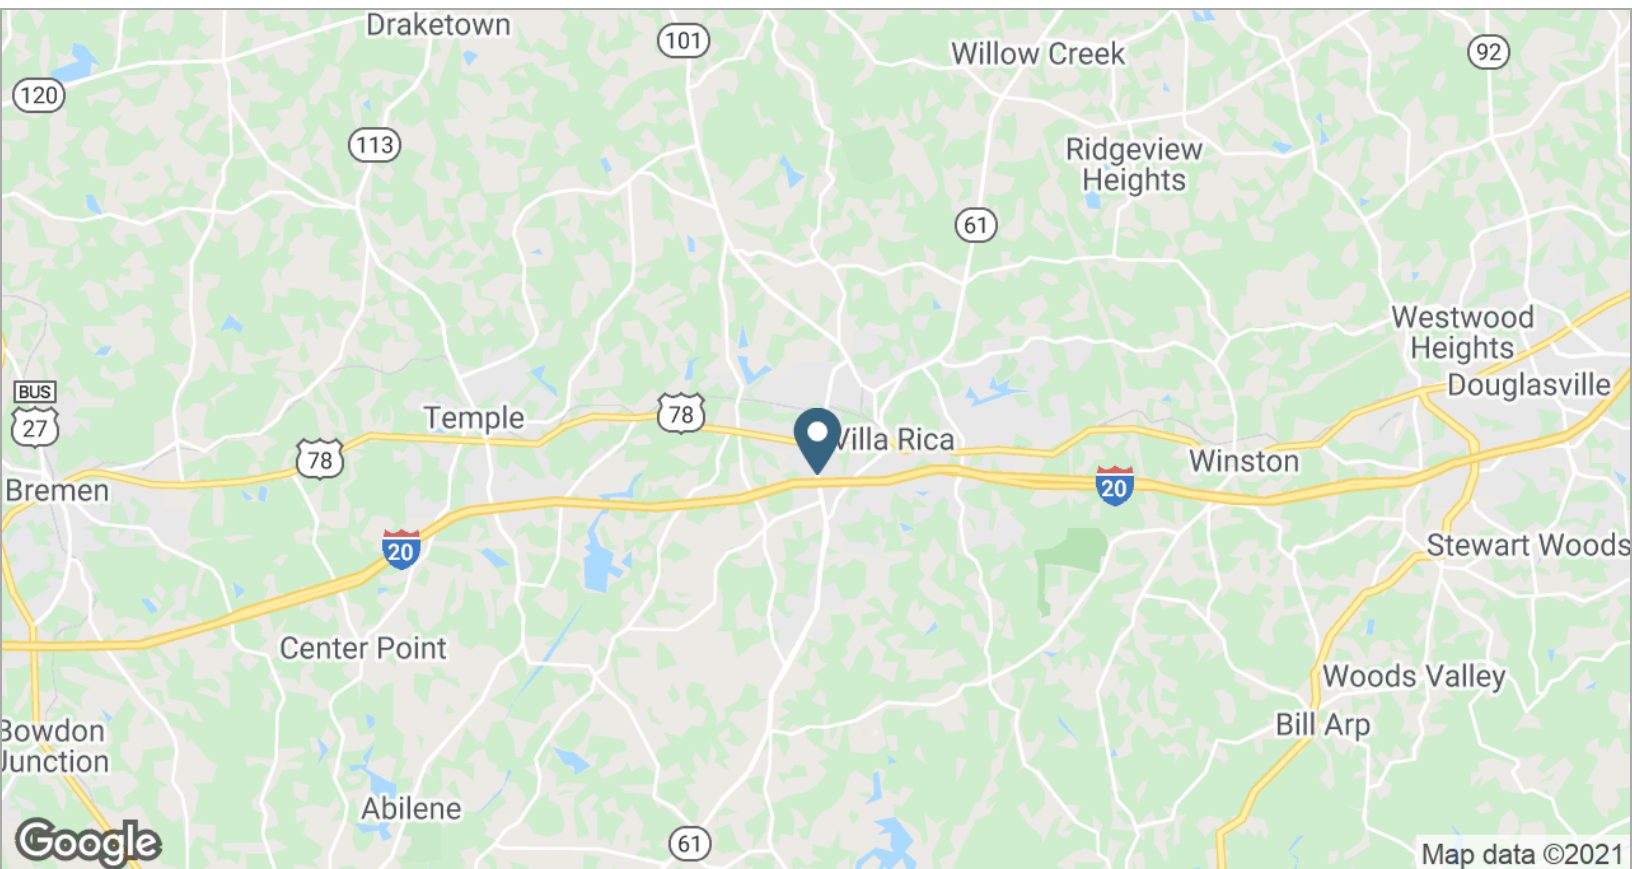 Draketown
101
Willow Creek
92
120
113
Ridgeview
Heights
61
Westwood
Heights
Douglasville
BUS
27
Temple
78
Villa Rica
78
Winston
Bremen
20
20
Stewart Woods
Center Point
Woods Valley
Bill Arp
Bowdon
Junction
Abilene
Google
61
Map data ©2021